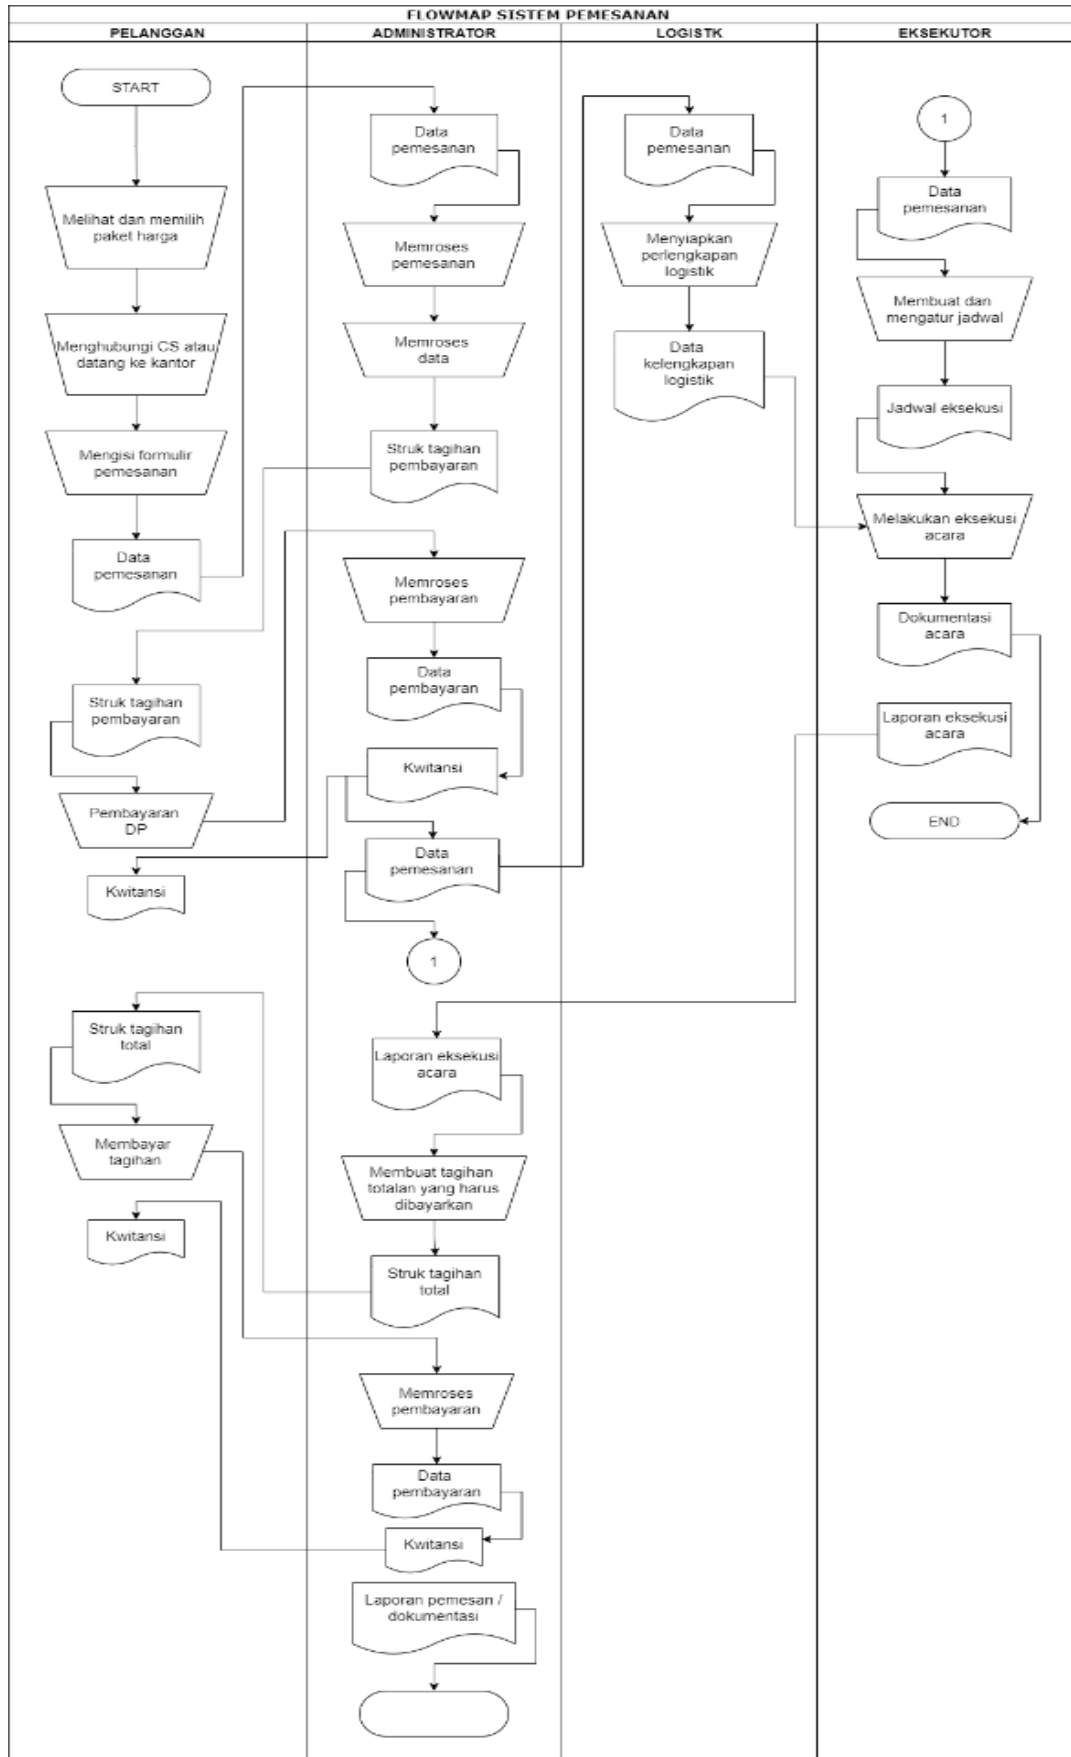 FLOWMAP SISTEM PEMESANAN
PELANGGAN
ADMINISTRATOR
LOGISTK
EKSEKUTOR
START
Melihat dan memilih
paket harga
Menghubungi CS atau
datang ke kantor
Mengisi formulir
pemesanan
Data
pemesanan
Struk tagihan
pembayaran
Pembayaran
DP
Kwitansi
Struk tagihan
total
Membayar
tagihan
Kwitansi
Data
pemesanan
Memroses
pemesanan
Memroses
data
Struk tagihan
pembayaran
Memroses
pembayaran
Data
pembayaran
Kwitansi
Data
pemesanan
1
Laporan eksekusi
acara
Membuat tagihan
totalan yang harus
dibayarkan
Struk tagihan
total
Memroses
pembayaran
Data
pembayaran
Kwitansi
Laporan pemesan /
dokumentasi
Data
pemesanan
Menyiapkan
perlengkapan
logistik
Data
kelengkapan
logistik
1
Data
pemesanan
Membuat dan
mengatur jadwal
Jadwal eksekusi
Melakukan eksekusi
acara
Dokumentasi
acara
Laporan eksekusi
acara
END